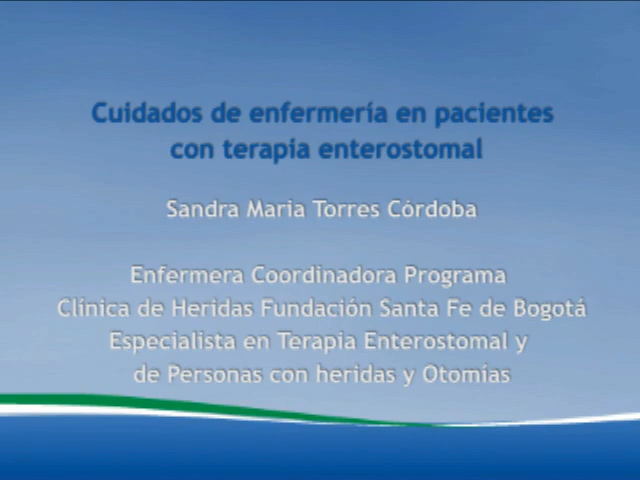 Cuidados de enfermería en pacientes
con terapia enterostomal
Sandra Maria Torres Córdoba
Enfermera Coordinadora Programa
Clínica de Heridas Fundación Santa Fe de Bogotá
Especialista en Terapia Enterostomal y
de Personas con heridas y Otomías